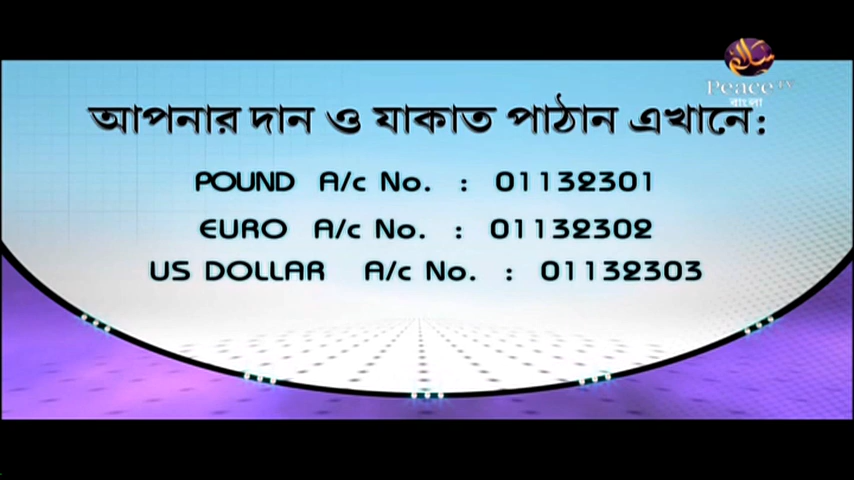 Peace TV
বাংলা
আপনার দান ও যাকাত পাঠান এখানে:
POUND A/c No. : 01132301
EURO A/c No. : 01132302
US DOLLAR A/c No. : 01132303